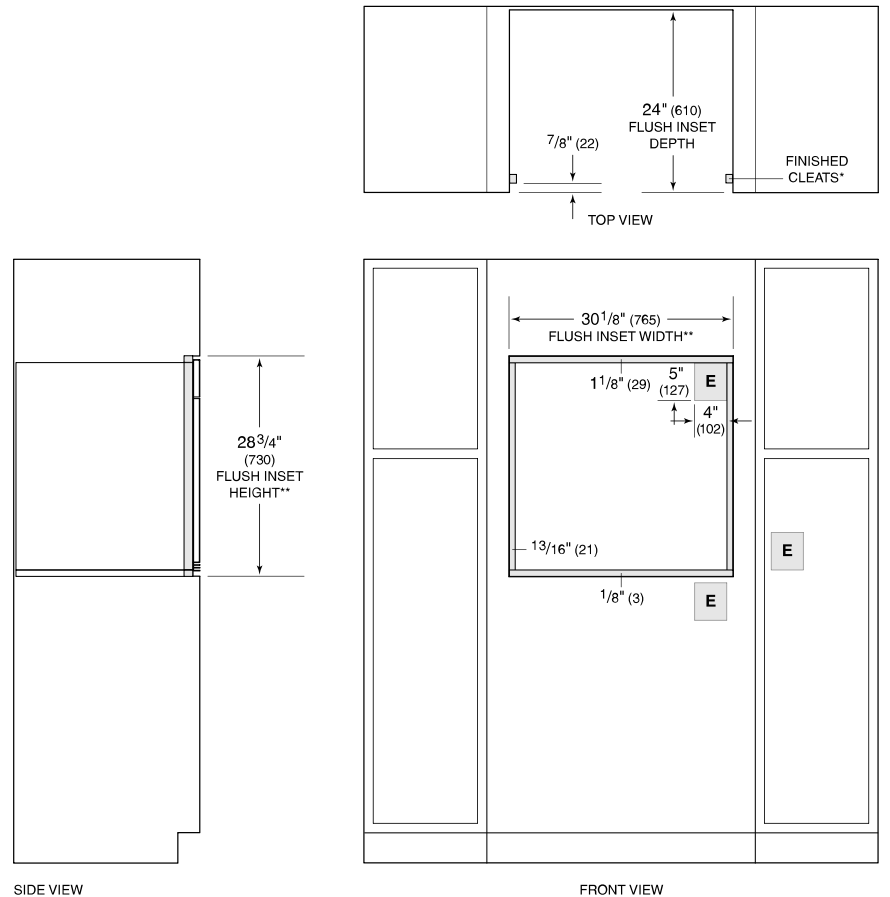 24" (610)
FLUSH INSET
DEPTH
7/8" (22)
FINISHED
CLEATS*
TOP VIEW
30 1/8" (765)
FLUSH INSET WIDTH**
1 1/8" (29)
5"
(127)
E
4"
(102)
28 3/4"
(730)
FLUSH INSET
HEIGHT**
13/16" (21)
E
1/8" (3)
E
SIDE VIEW
FRONT VIEW